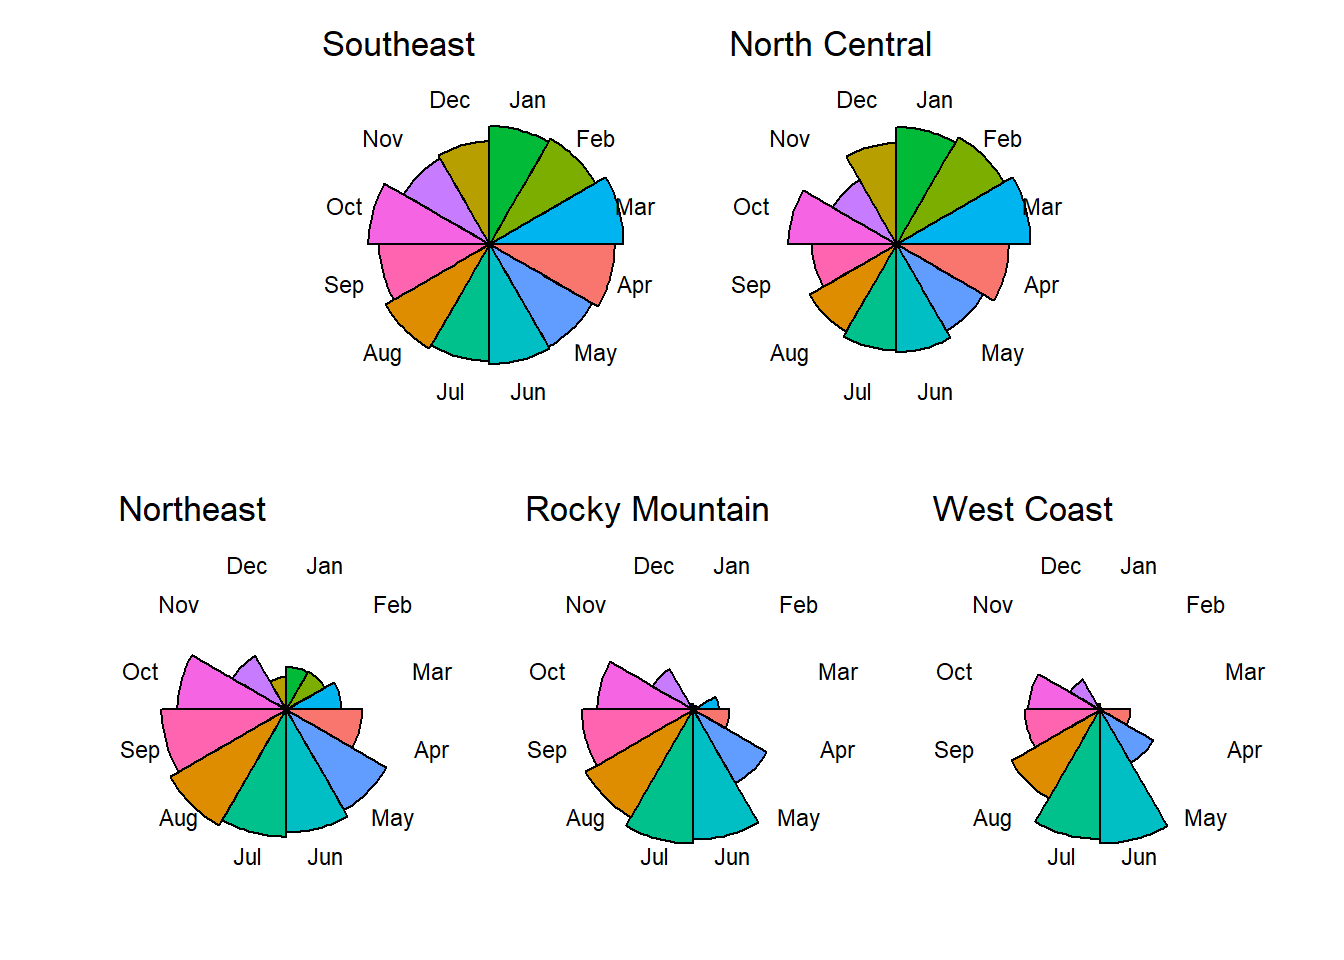 Southeast
Dec Jan
Nov Feb
Oct Mar
Sep Apr
Aug May
Jul Jun
North Central
Dec Jan
Nov Feb
Oct Mar
Sep Apr
Aug May
Jul Jun
Northeast
Dec Jan
Nov Feb
Oct Mar
Sep Apr
Aug May
Jul Jun
Rocky Mountain
Dec Jan
Nov Feb
Oct Mar
Sep Apr
Aug May
Jul Jun
West Coast
Dec Jan
Nov Feb
Oct Mar
Sep Apr
Aug May
Jul Jun